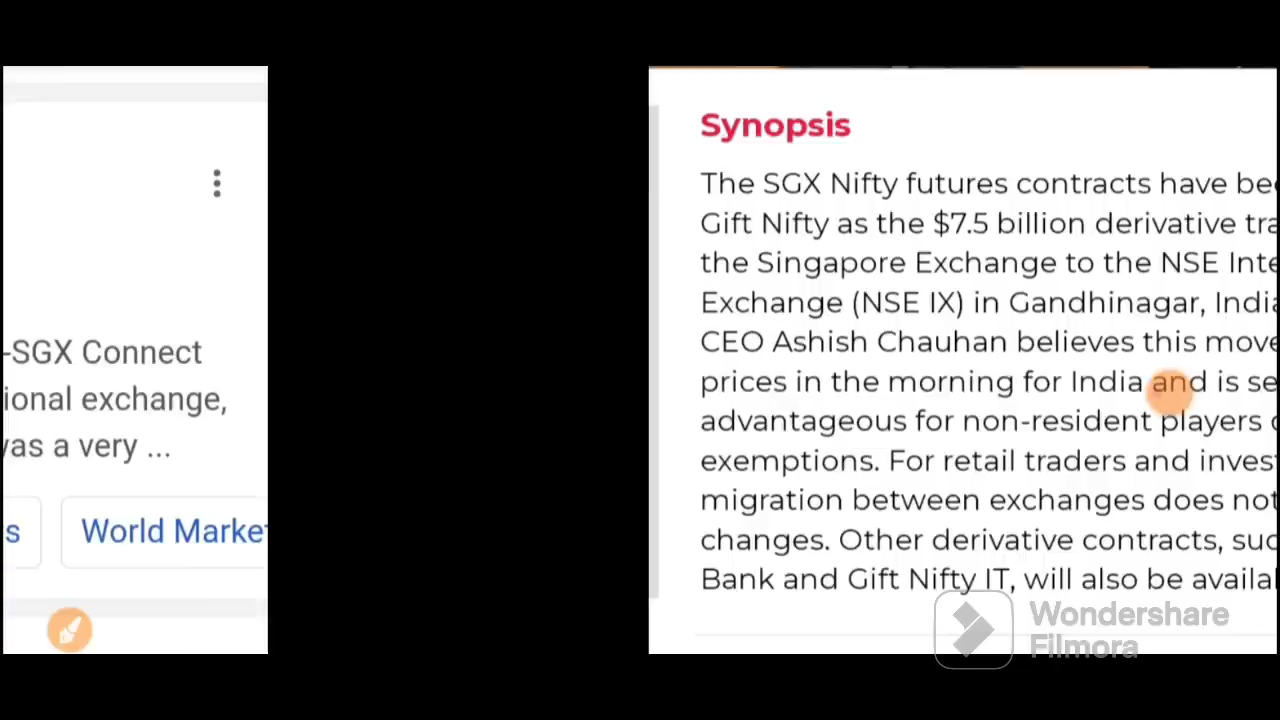 -SGX Connect
ional exchange,
was a very ...
s
World Market
Synopsis
The SGX Nifty futures contracts have bee
Gift Nifty as the $7.5 billion derivative tra
the Singapore Exchange to the NSE Inte
Exchange (NSE IX) in Gandhinagar, India
CEO Ashish Chauhan believes this move
prices in the morning for India and is se
advantageous for non-resident players
exemptions. For retail traders and inves
migration between exchanges does not
changes. Other derivative contracts, suc
Bank and Gift Nifty IT, will also be availa
Wondershare
Filmora